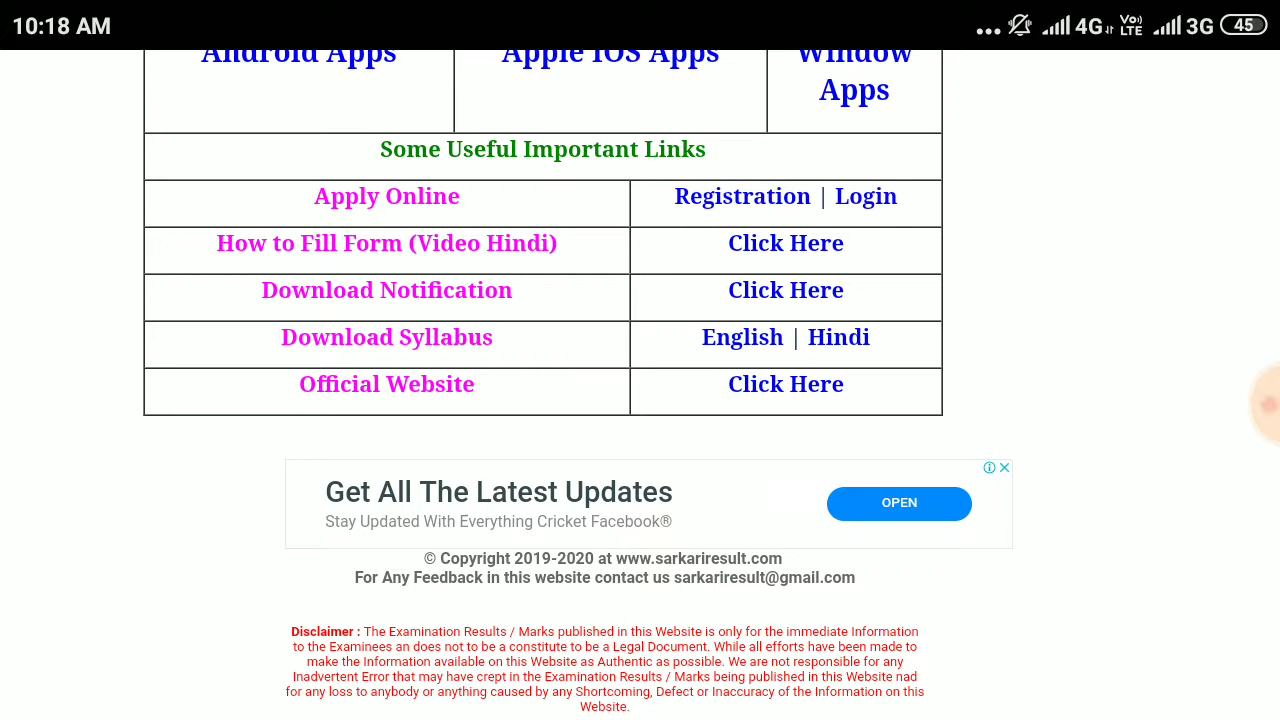 10:18 AM
4G
Vo)) LTE
3G
45
Android Apps
Apple IOS Apps
Window Apps
Some Useful Important Links
Apply Online
Registration | Login
How to Fill Form (Video Hindi)
Click Here
Download Notification
Click Here
Download Syllabus
English | Hindi
Official Website
Click Here
Get All The Latest Updates
Stay Updated With Everything Cricket Facebook®
OPEN
© Copyright 2019-2020 at www.sarkariresult.com
For Any Feedback in this website contact us sarkariresult@gmail.com
Disclaimer : The Examination Results / Marks published in this Website is only for the immediate Information
to the Examinees an does not to be a constitute to be a Legal Document. While all efforts have been made to
make the Information available on this Website as Authentic as possible. We are not responsible for any
Inadvertent Error that may have crept in the Examination Results / Marks being published in this Website nad
for any loss to anybody or anything caused by any Shortcoming, Defect or Inaccuracy of the Information on this
Website.